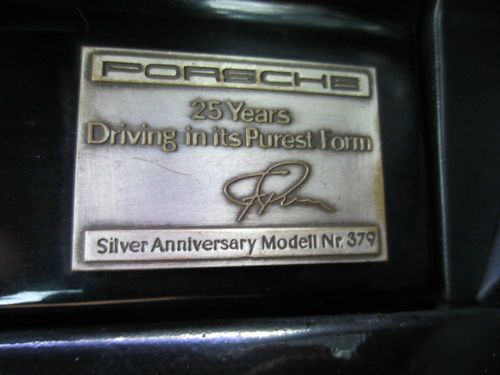 PORSCHE
25 Years
Driving in its Purest Form
Silver Anniversary Modell Nr. 379